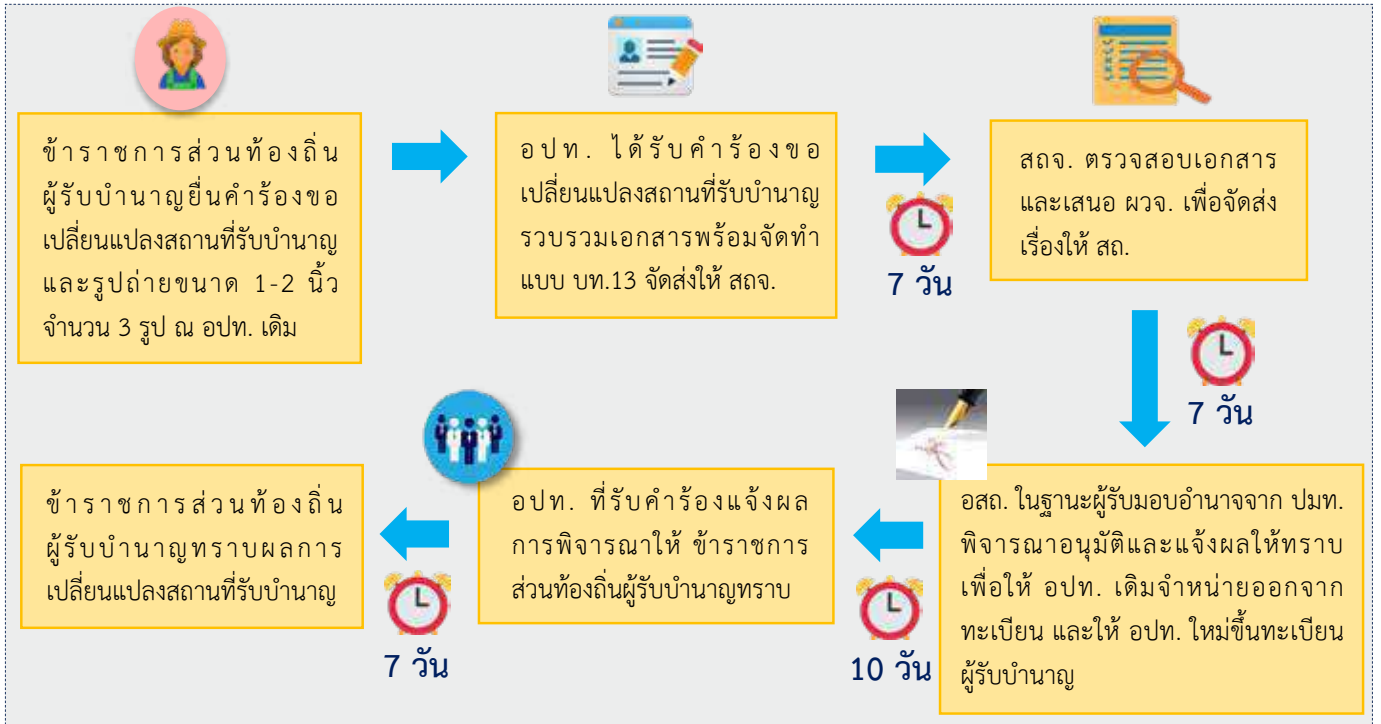 ข้าราชการส่วนท้องถิ่น
ผู้รับบำนาญยื่นคำร้องขอ
เปลี่ยนแปลงสถานที่รับบำนาญ
และรูปถ่ายขนาด 1-2 นิ้ว
จำนวน 3 รูป ณ อปท. เดิม
อปท. ได้รับคำร้องขอ
เปลี่ยนแปลงสถานที่รับบำนาญ
รวบรวมเอกสารพร้อมจัดทำ
แบบ บท.13 จัดส่งให้ สถจ.
7 วัน
สถจ. ตรวจสอบเอกสาร
และเสนอ ผวจ. เพื่อจัดส่ง
เรื่องให้ สถ.
7 วัน
อสถ. ในฐานะผู้รับมอบอำนาจจาก ปมท.
พิจารณาอนุมัติและแจ้งผลให้ทราบ
เพื่อให้ อปท. เดิมจำหน่ายออกจาก
ทะเบียน และให้ อปท. ใหม่ขึ้นทะเบียน
ผู้รับบำนาญ
10 วัน
อปท. ที่รับคำร้องแจ้งผล
การพิจารณาให้ ข้าราชการ
ส่วนท้องถิ่นผู้รับบำนาญทราบ
7 วัน
ข้าราชการส่วนท้องถิ่น
ผู้รับบำนาญทราบผลการ
เปลี่ยนแปลงสถานที่รับบำนาญ